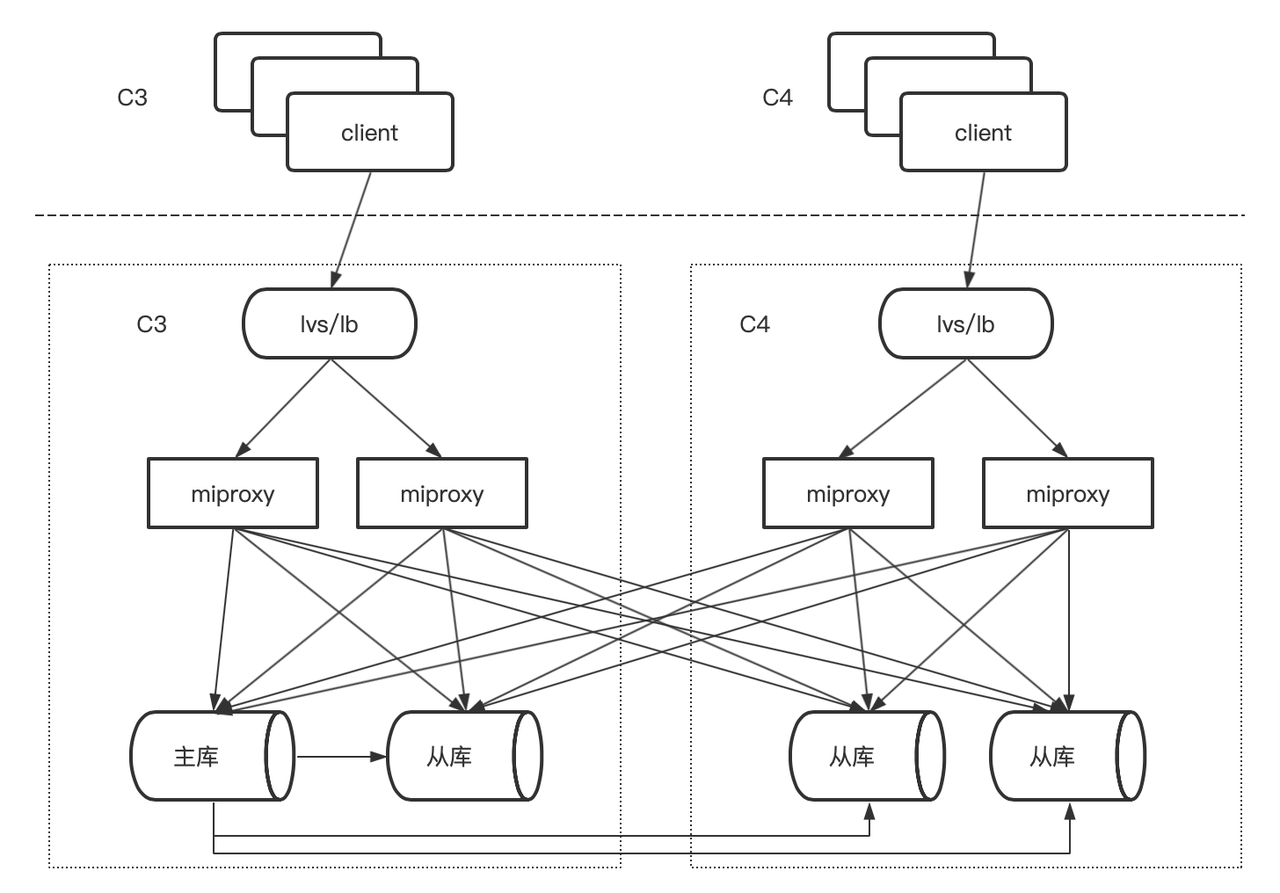 C3
client
C4
client
C3
lvs/lb
C4
lvs/lb
miproxy
miproxy
miproxy
miproxy
主库
从库
从库
从库